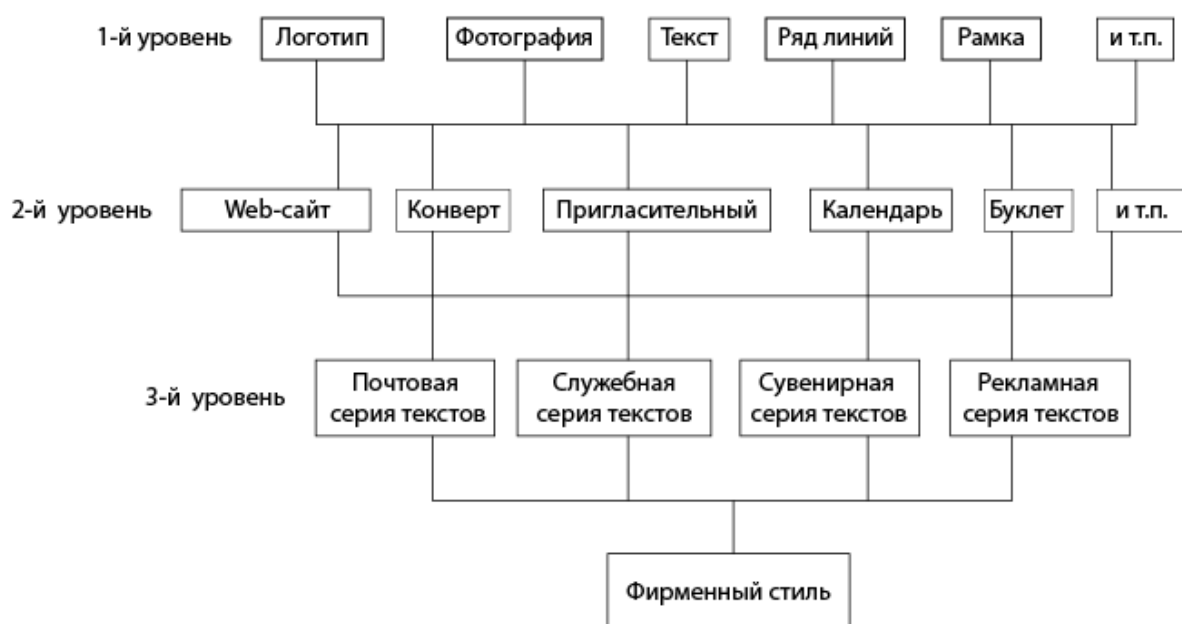 1-й уровень Логотип Фотография Текст Ряд линий Рамка и т.п.
2-й уровень Web-сайт Конверт Пригласительный Календарь Буклет и т.п.
3-й уровень
Почтовая
серия текстов
Служебная
серия текстов
Сувенирная
серия текстов
Рекламная
серия текстов
Фирменный стиль